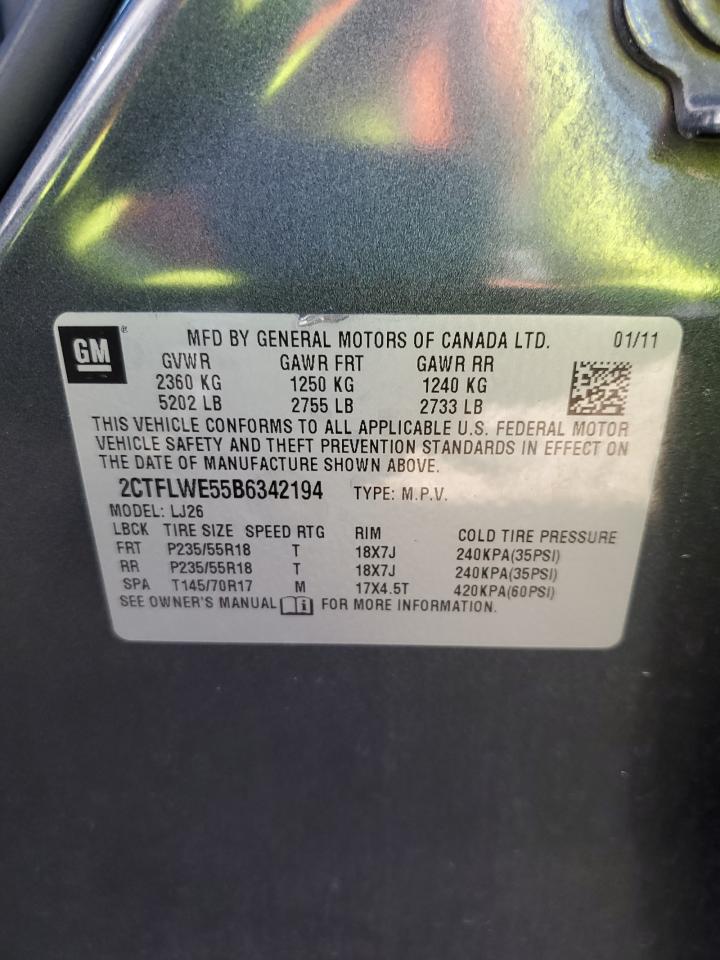 GM ® MFD BY GENERAL MOTORS OF CANADA LTD. 01/11
GVWR GAWR FRT GAWR RR
2360 KG 1250 KG 1240 KG
5202 LB 2755 LB 2733 LB
THIS VEHICLE CONFORMS TO ALL APPLICABLE U.S. FEDERAL MOTOR
VEHICLE SAFETY AND THEFT PREVENTION STANDARDS IN EFFECT ON
THE DATE OF MANUFACTURE SHOWN ABOVE.
2CTFLWE55B6342194 TYPE: M.P.V.
MODEL: LJ26
LBCK TIRE SIZE SPEED RTG RIM COLD TIRE PRESSURE
FRT P235/55R18 T 18X7J 240KPA(35PSI)
RR P235/55R18 T 18X7J 240KPA(35PSI)
SPA T145/70R17 M 17X4.5T 420KPA(60PSI)
SEE OWNER'S MANUAL i FOR MORE INFORMATION.